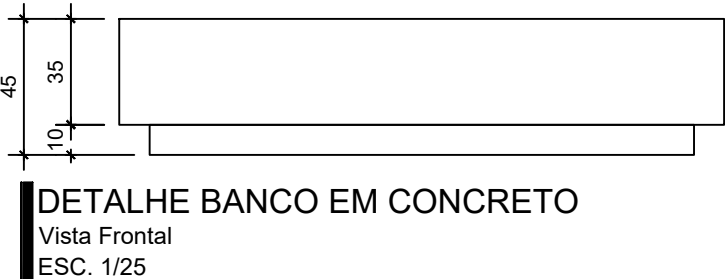 45
35
10
DETALHE BANCO EM CONCRETO
Vista Frontal
ESC. 1/25